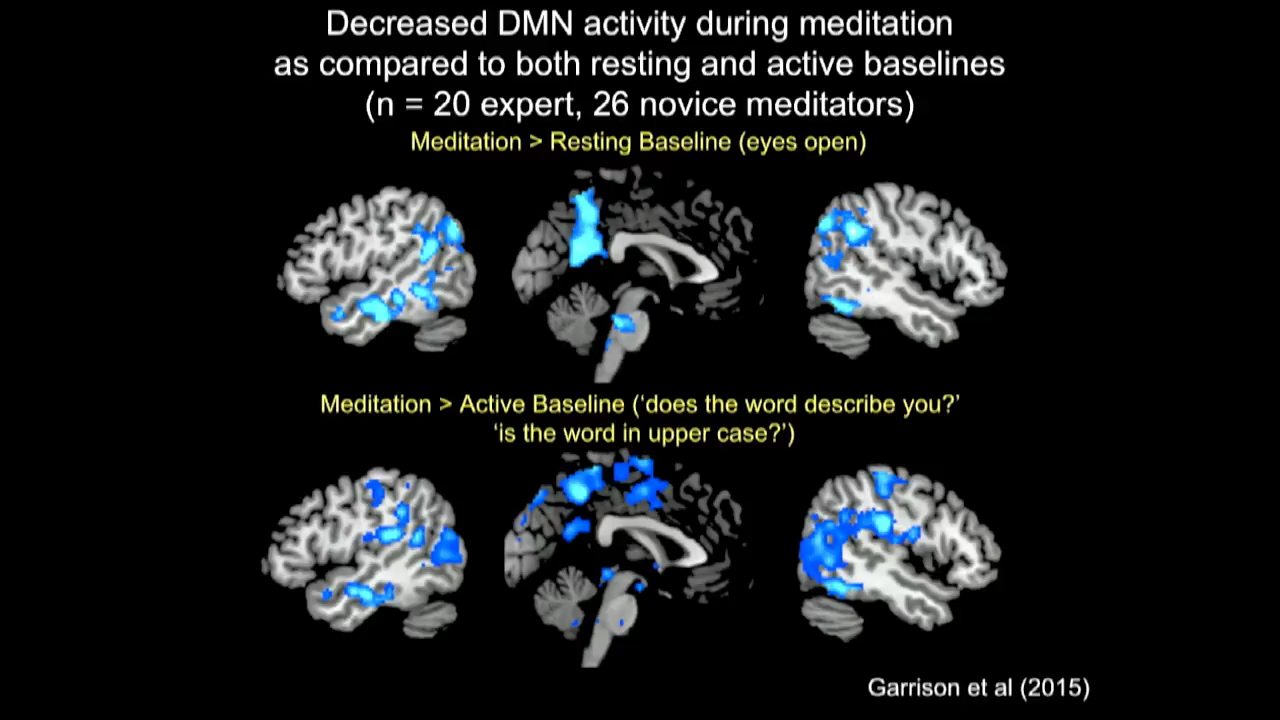 Decreased DMN activity during meditation
as compared to both resting and active baselines
(n = 20 expert, 26 novice meditators)
Meditation > Resting Baseline (eyes open)
Meditation > Active Baseline (‘does the word describe you?’
‘is the word in upper case?’)
Garrison et al (2015)